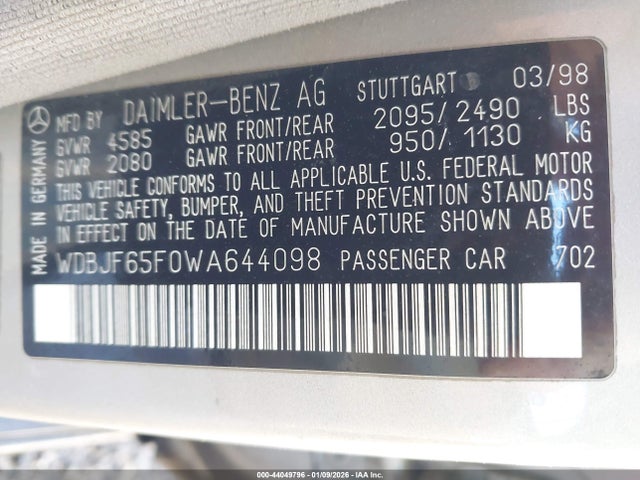 MADE IN GERMANY
MFD BY DAIMLER-BENZ AG STUTTGART 03/98
GVWR 4585 GAWR FRONT/REAR 2095/2490 LBS
GVWR 2080 GAWR FRONT/REAR 950/1130 KG
THIS VEHICLE CONFORMS TO ALL APPLICABLE U.S. FEDERAL MOTOR
VEHICLE SAFETY, BUMPER, AND THEFT PREVENTION STANDARDS
IN EFFECT ON THE DATE OF MANUFACTURE SHOWN ABOVE
WDBJF65F0WA644098 PASSENGER CAR 702
000-44049796 - 01/09/2026 - IAA Inc.